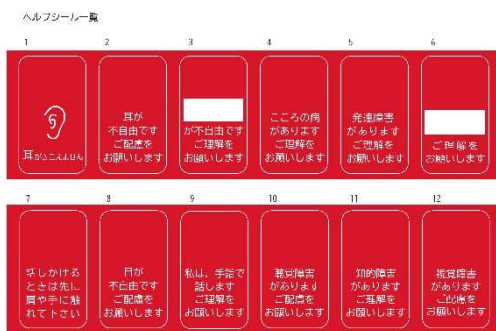 ヘルプシール一覧
1
2
3
4
5
6
耳がきこえません
耳が
不自由です
ご配慮を
お願いします
が不自由です
ご理解を
お願いします
こころの病
があります
ご理解を
お願いします
発達障害
があります
ご理解を
お願いします
ご理解を
お願いします
7
8
9
10
11
12
話しかける
ときは先に
肩や手に触
れて下さい
目が
不自由です
ご配慮を
お願いします
私は、手話で
話します
ご理解を
お願いします
聴覚障害
があります
ご配慮を
お願いします
知的障害
があります
ご理解を
お願いします
視覚障害
があります
ご配慮を
お願いします